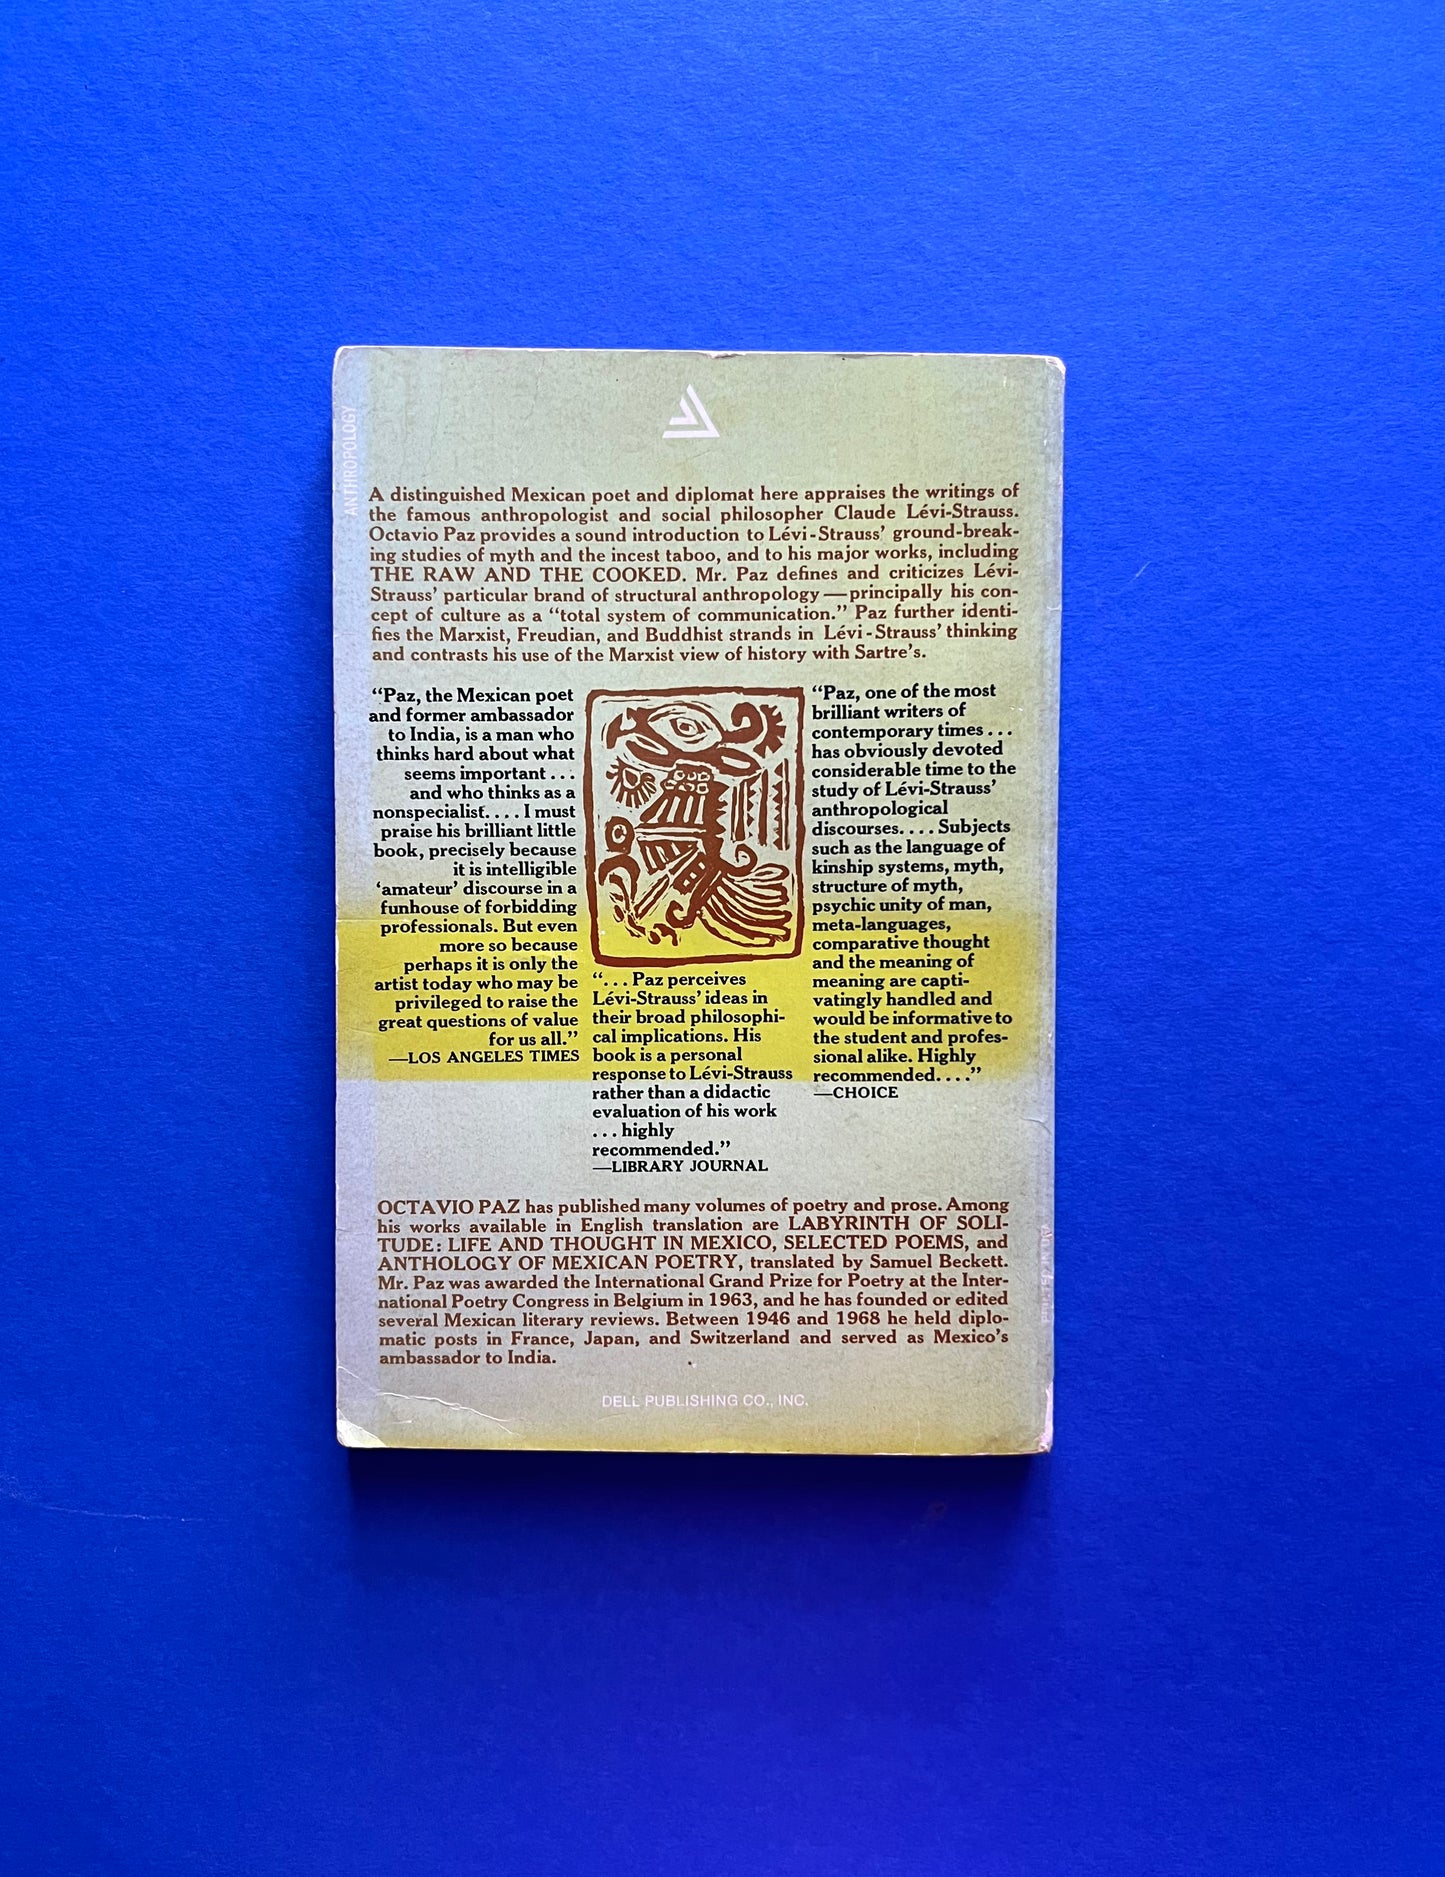 ANTHROPOLOGY
A distinguished Mexican poet and diplomat here appraises the writings of
the famous anthropologist and social philosopher Claude Lévi-Strauss.
Octavio Paz provides a sound introduction to Lévi-Strauss' ground-break-
ing studies of myth and the incest taboo, and to his major works, including
THE RAW AND THE COOKED. Mr. Paz defines and criticizes Lévi-
Strauss' particular brand of structural anthropology—principally his con-
cept of culture as a "total system of communication." Paz further identi-
fies the Marxist, Freudian, and Buddhist strands in Lévi-Strauss' thinking
and contrasts his use of the Marxist view of history with Sartre's.
"Paz, the Mexican poet
and former ambassador
to India, is a man who
thinks hard about what
seems important . . .
and who thinks as a
nonspecialist. . . . I must
praise his brilliant little
book, precisely because
it is intelligible
'amateur' discourse in a
funhouse of forbidding
professionals. But even
more so because
perhaps it is only the
artist today who may be
privileged to raise the
great questions of value
for us all."
—LOS ANGELES TIMES
". . . Paz perceives
Lévi-Strauss' ideas in
their broad philosophi-
cal implications. His
book is a personal
response to Lévi-Strauss
rather than a didactic
evaluation of his work
. . . highly
recommended."
—LIBRARY JOURNAL
"Paz, one of the most
brilliant writers of
contemporary times . . .
has obviously devoted
considerable time to the
study of Lévi-Strauss'
anthropological
discourses. . . . Subjects
such as the language of
kinship systems, myth,
structure of myth,
psychic unity of man,
meta-languages,
comparative thought
and the meaning of
meaning are capti-
vatingly handled and
would be informative to
the student and profes-
sional alike. Highly
recommended. . . ."
—CHOICE
OCTAVIO PAZ has published many volumes of poetry and prose. Among
his works available in English translation are LABYRINTH OF SOLI-
TUDE: LIFE AND THOUGHT IN MEXICO, SELECTED POEMS, and
ANTHOLOGY OF MEXICAN POETRY, translated by Samuel Beckett.
Mr. Paz was awarded the International Grand Prize for Poetry at the Inter-
national Poetry Congress in Belgium in 1963, and he has founded or edited
several Mexican literary reviews. Between 1946 and 1968 he held diplo-
matic posts in France, Japan, and Switzerland and served as Mexico's
ambassador to India.
DELL PUBLISHING CO., INC.